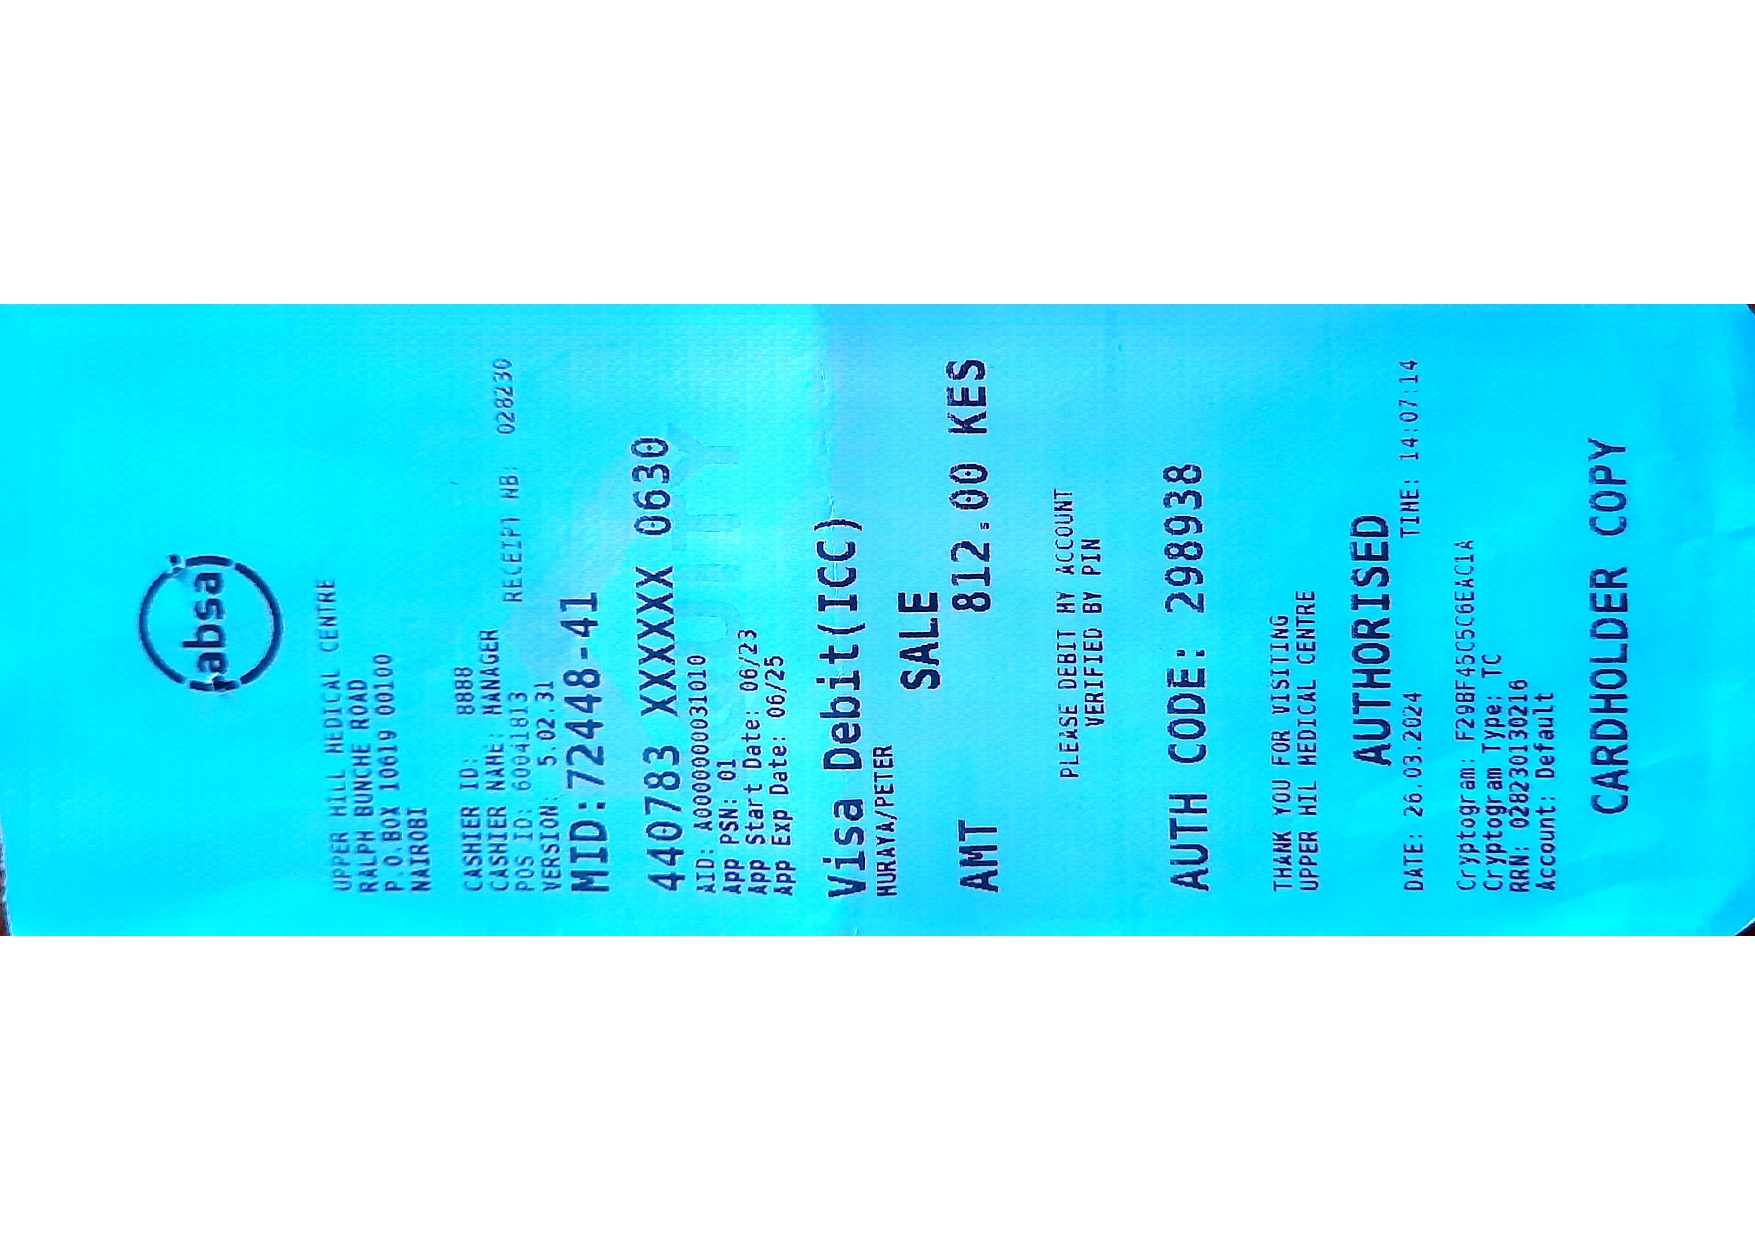 absa
UPPER HILL MEDICAL CENTRE
RALPH BUNCHE ROAD
P.O.BOX 10619 00100
NAIROBI
CASHIER ID: 8888
CASHIER NAME: MANAGER
POS ID: 60041813 RECEIPT NB: 028230
VERSION: 5.02.31
MID:72448-41
440783 XXXXXX 0630
AID: A0000000031010
App PSN: 01
App Start Date: 06/23
App Exp Date: 06/25
Visa Debit(ICC)
MURAYA/PETER
SALE
AMT 812.00 KES
PLEASE DEBIT MY ACCOUNT
VERIFIED BY PIN
AUTH CODE: 298938
THANK YOU FOR VISITING
UPPER HIL MEDICAL CENTRE
AUTHORISED
DATE: 26.03.2024 TIME: 14:07:14
Cryptogram: F29BF45C5C6EAC1A
Cryptogram Type: TC
RRN: 028230130216
Account: Default
CARDHOLDER COPY